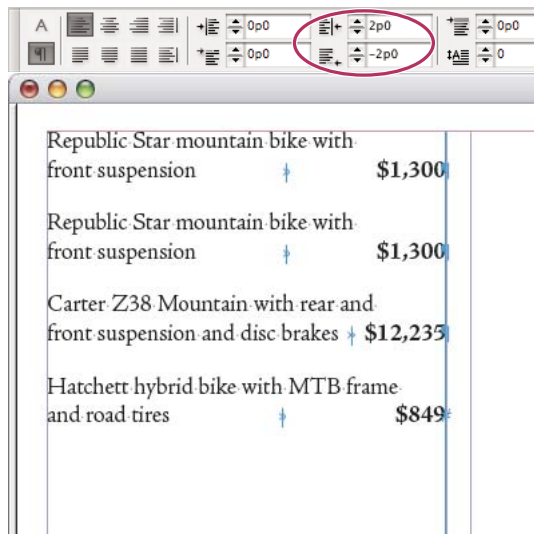 A 0p0 2p0 0p0
¶ 0p0 -2p0 A 0
Republic Star mountain bike with
front suspension » $1,300¶
Republic Star mountain bike with
front suspension » $1,300¶
Carter Z38 Mountain with rear and
front suspension and disc brakes » $12,235¶
Hatchett hybrid bike with MTB frame
and road tires » $849#